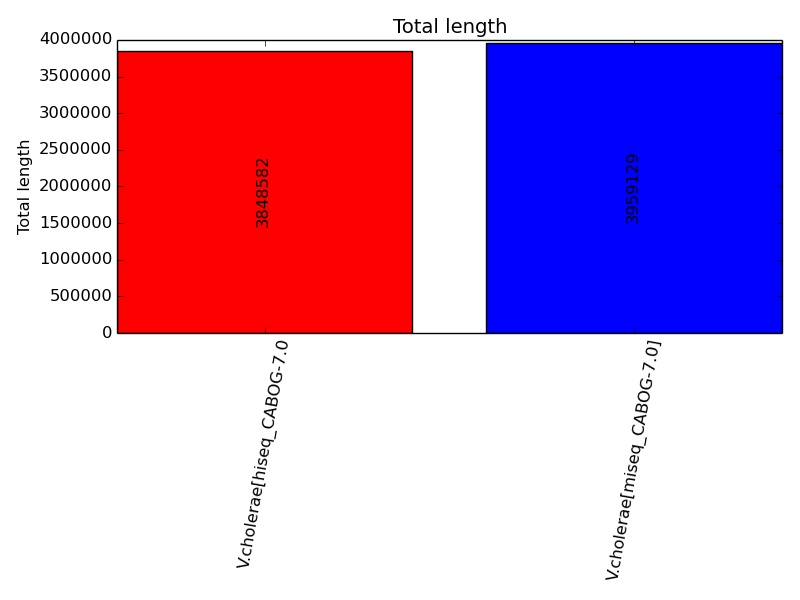 Total length
4000000
3500000
3000000
2500000
2000000
1500000
1000000
500000
0
Total length
3848582
3959129
V.cholerae[hiseq_CABOG-7.0
V.cholerae[miseq_CABOG-7.0]